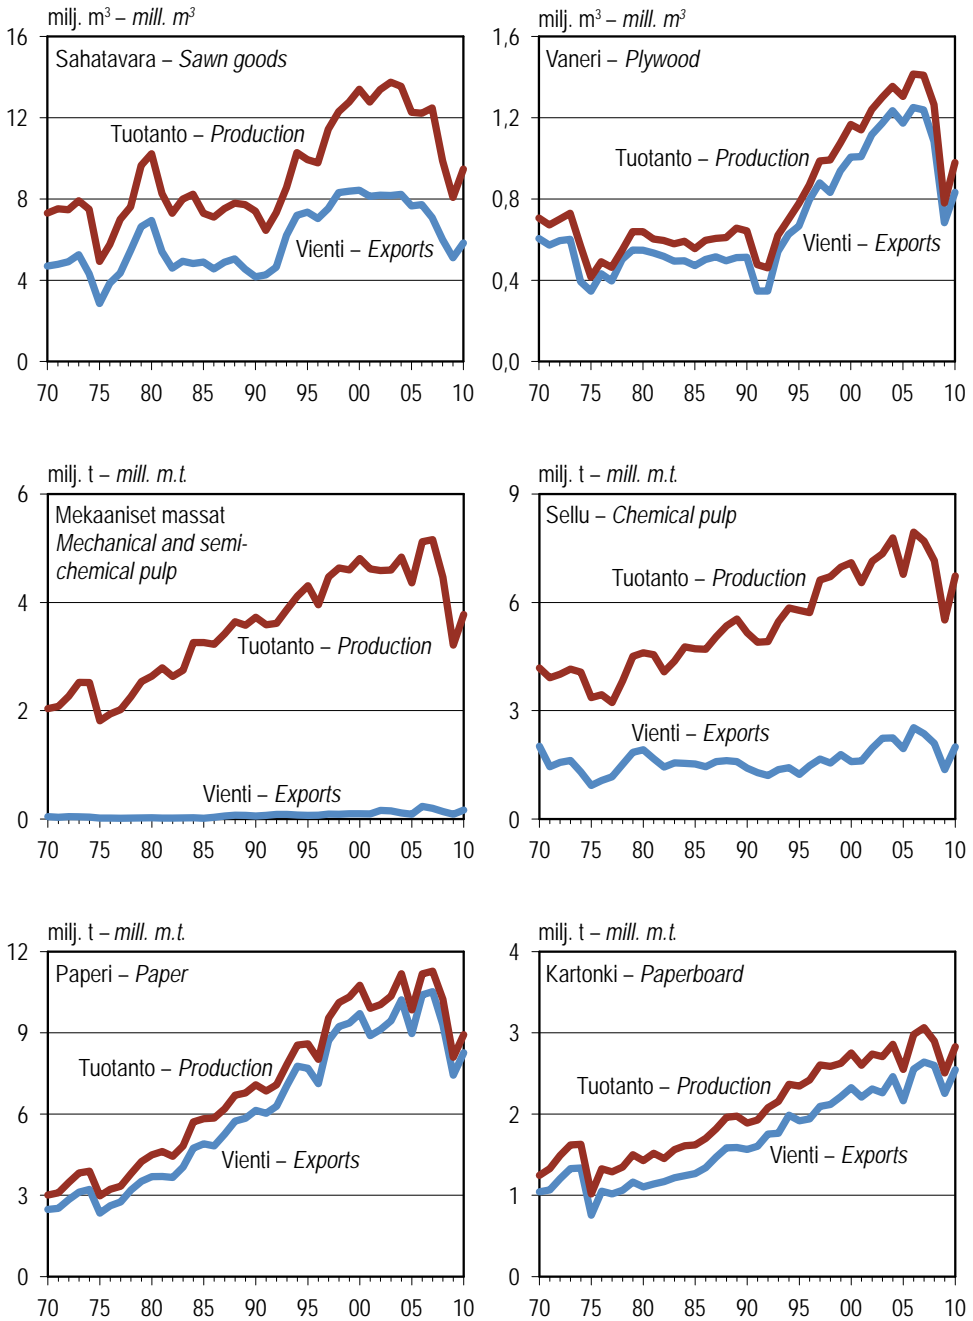 milj. m³ – mill. m³
16
12
8
4
0
Sahatavara – Sawn goods
Tuotanto – Production
Vienti – Exports
70 75 80 85 90 95 00 05 10
milj. m³ – mill. m³
1,6
1,2
0,8
0,4
0,0
Vaneri – Plywood
Tuotanto – Production
Vienti – Exports
70 75 80 85 90 95 00 05 10
milj. t – mill. m.t.
6
4
2
0
Mekaaniset massat
Mechanical and semi-
chemical pulp
Tuotanto – Production
Vienti – Exports
70 75 80 85 90 95 00 05 10
milj. t – mill. m.t.
9
6
3
0
Sellu – Chemical pulp
Tuotanto – Production
Vienti – Exports
70 75 80 85 90 95 00 05 10
milj. t – mill. m.t.
12
9
6
3
0
Paperi – Paper
Tuotanto – Production
Vienti – Exports
70 75 80 85 90 95 00 05 10
milj. t – mill. m.t.
4
3
2
1
0
Kartonki – Paperboard
Tuotanto – Production
Vienti – Exports
70 75 80 85 90 95 00 05 10